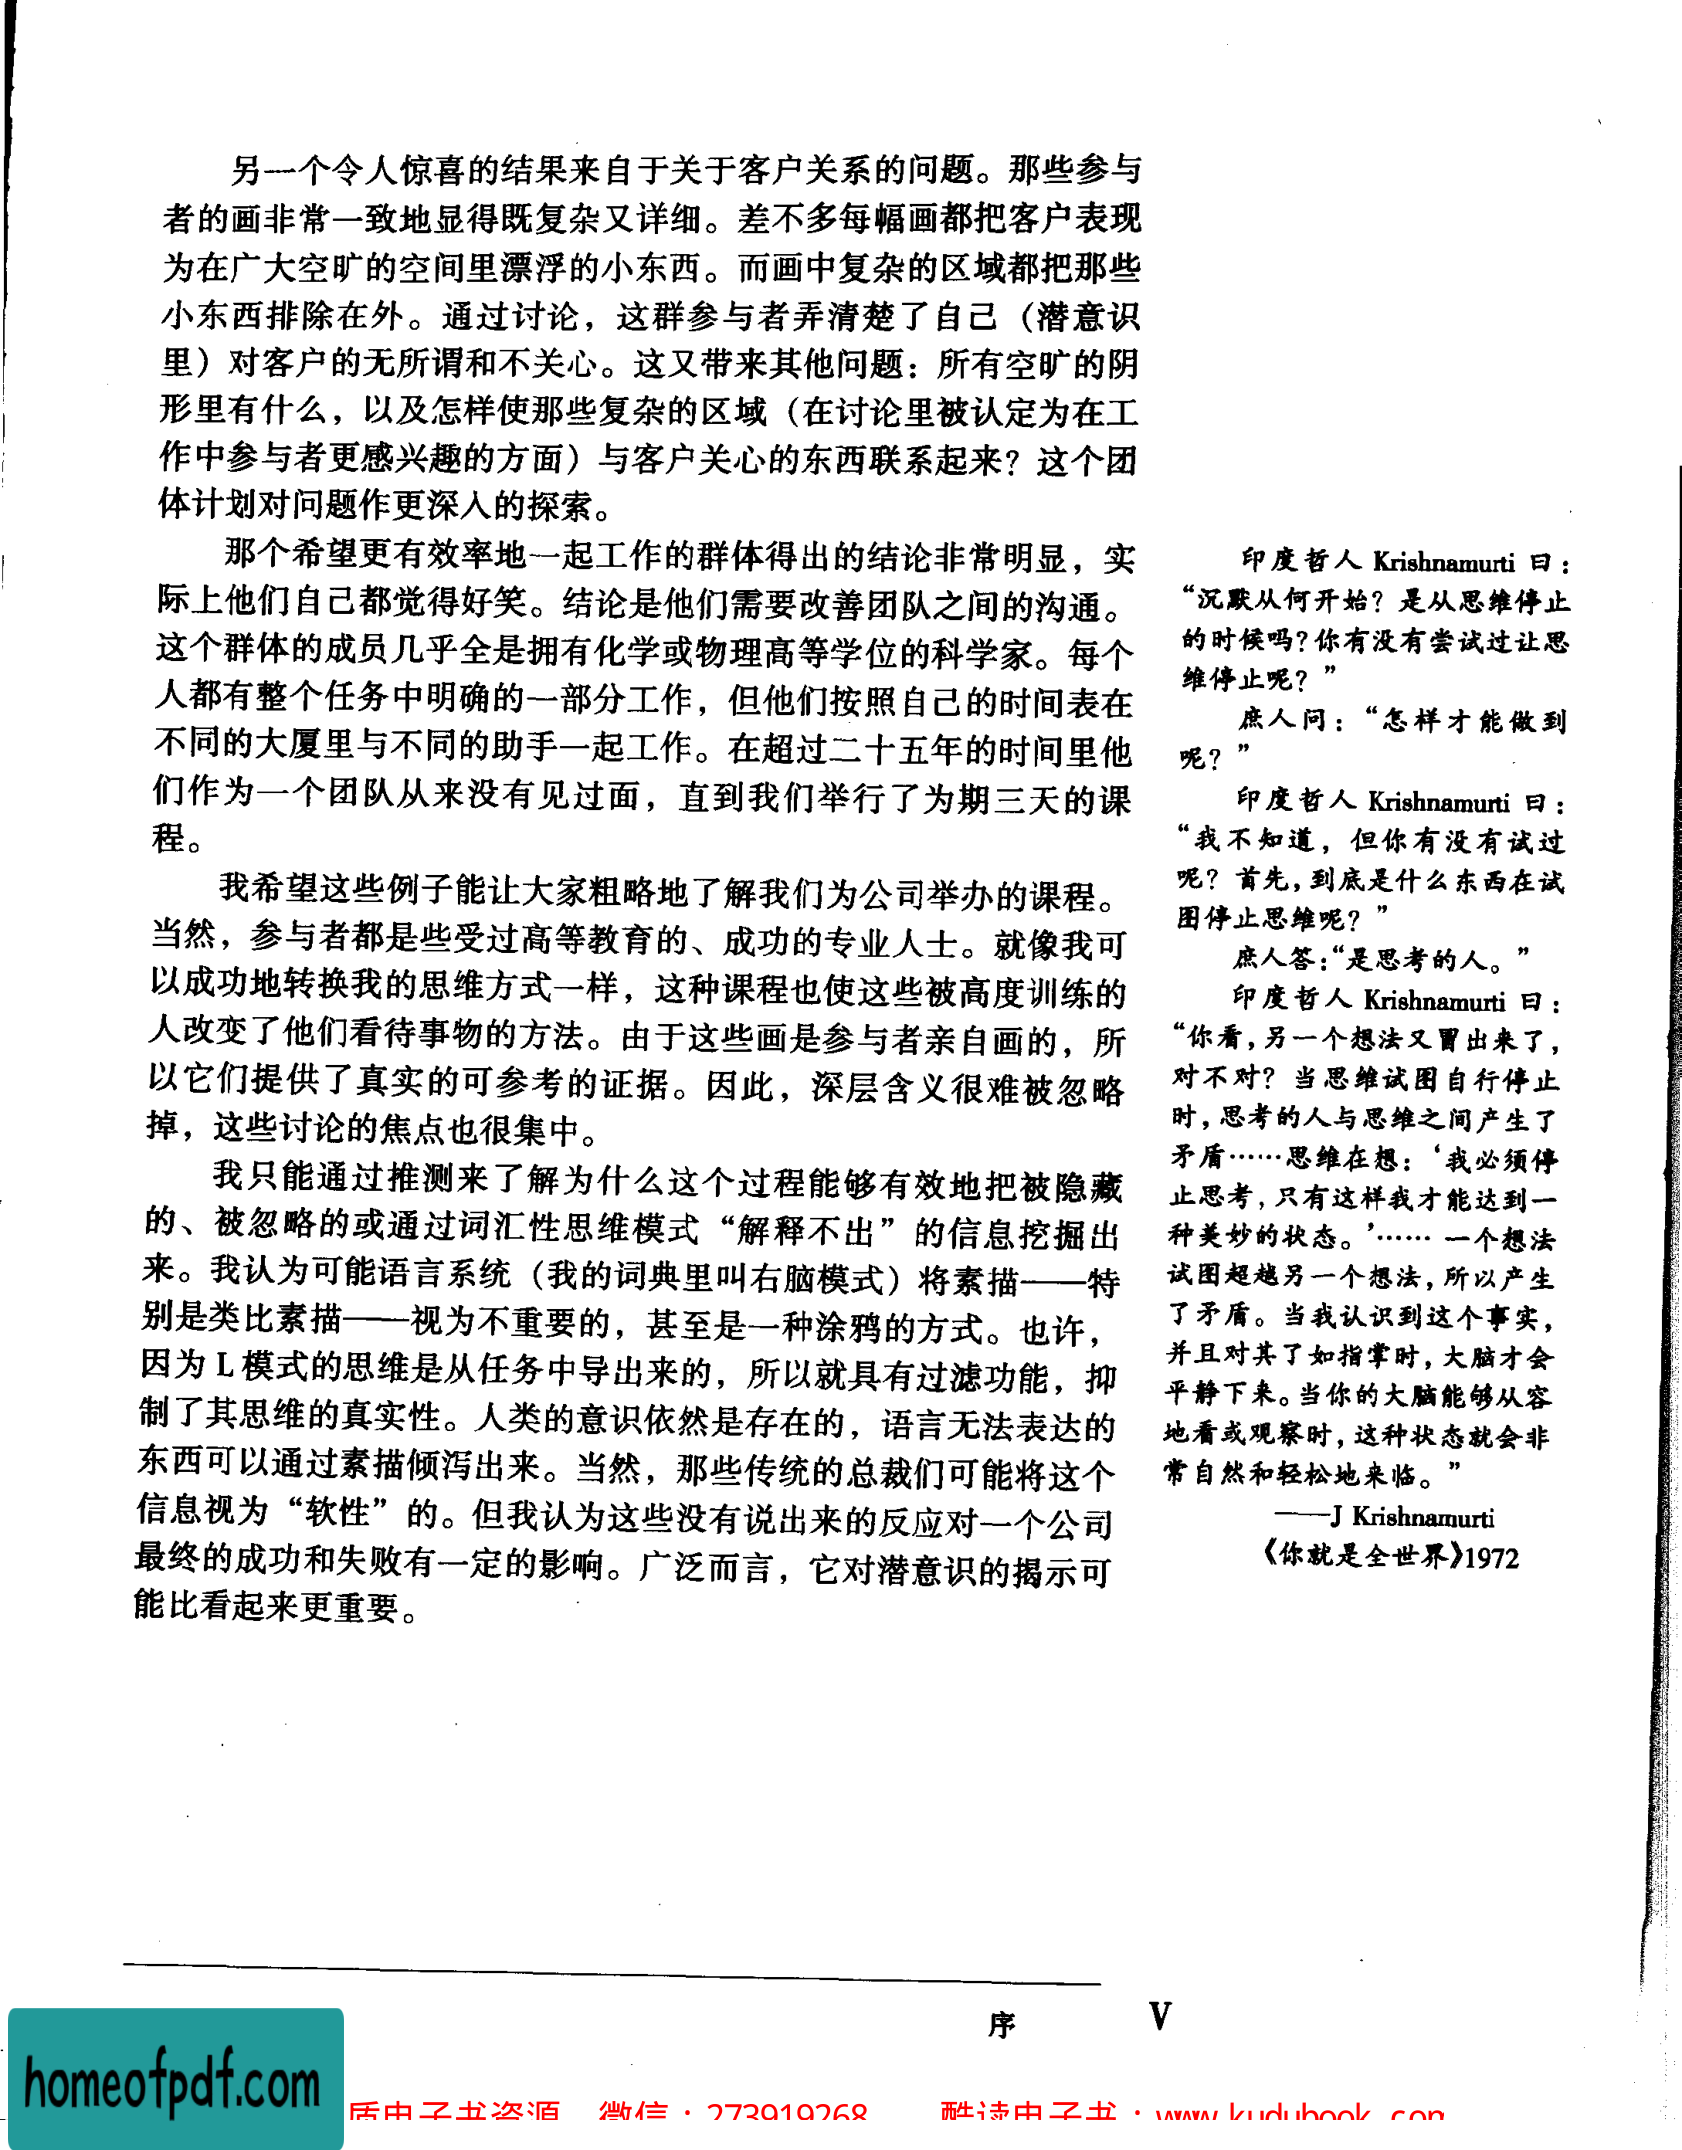 另一个令人惊喜的结果来自于关于客户关系的问题。那些参与
者的画非常一致地显得既复杂又详细。差不多每幅画都把客户表现
为在广大空旷的空间里漂浮的小东西。而画中复杂的区域都把那些
小东西排除在外。通过讨论，这群参与者弄清楚了自己（潜意识
里）对客户的无所谓和不关心。这又带来其他问题：所有空旷的阴
形里有什么，以及怎样使那些复杂的区域（在讨论里被认定为在工
作中参与者更感兴趣的方面）与客户关心的东西联系起来？这个团
体计划对问题作更深入的探索。
那个希望更有效率地一起工作的群体得出的结论非常明显，实
际上他们自己都觉得好笑。结论是他们需要改善团队之间的沟通。
这个群体的成员几乎全是拥有化学或物理高等学位的科学家。每个
人都有整个任务中明确的一部分工作，但他们按照自己的时间表在
不同的大厦里与不同的助手一起工作。在超过二十五年的时间里他
们作为一个团队从来没有见过面，直到我们举行了为期三天的课
程。
我希望这些例子能让大家粗略地了解我们为公司举办的课程。
当然，参与者都是些受过高等教育的、成功的专业人士。就像我可
以成功地转换我的思维方式一样，这种课程也使这些被高度训练的
人改变了他们看待事物的方法。由于这些画是参与者亲自画的，所
以它们提供了真实的可参考的证据。因此，深层含义很难被忽略
掉，这些讨论的焦点也很集中。
我只能通过推测来了解为什么这个过程能够有效地把被隐藏
的、被忽略的或通过词汇性思维模式“解释不出”的信息挖掘出
来。我认为可能语言系统（我的词典里叫右脑模式）将素描——特
别是类比素描——视为不重要的，甚至是一种涂鸦的方式。也许，
因为 L 模式的思维是从任务中导出来的，所以就具有过滤功能，抑
制了其思维的真实性。人类的意识依然是存在的，语言无法表达的
东西可以通过素描倾泻出来。当然，那些传统的总裁们可能将这个
信息视为“软性”的。但我认为这些没有说出来的反应对一个公司
最终的成功和失败有一定的影响。广泛而言，它对潜意识的揭示可
能比看起来更重要。
印度哲人 Krishnamurti 曰：
“沉默从何开始？是从思维停止
的时候吗？你有没有尝试过让思
维停止呢？”
庶人问：“怎样才能做到
呢？”
印度哲人 Krishnamurti 曰：
“我不知道，但你有没有试过
呢？首先，到底是什么东西在试
图停止思维呢？”
庶人答：“是思考的人。”
印度哲人 Krishnamurti 曰：
“你看，另一个想法又冒出来了，
对不对？当思维试图自行停止
时，思考的人与思维之间产生了
矛盾……思维在想：‘我必须停
止思考，只有这样我才能达到一
种美妙的状态。’……一个想法
试图超越另一个想法，所以产生
了矛盾。当我认识到这个事实，
并且对其了如指掌时，大脑才会
平静下来。当你的大脑能够从容
地看或观察时，这种状态就会非
常自然和轻松地来临。”
——J Krishnamurti
《你就是全世界》1972
序 V
homeofpdf.com
质电子书资源 微信：273919268 酷读电子书：www.kudubook.com